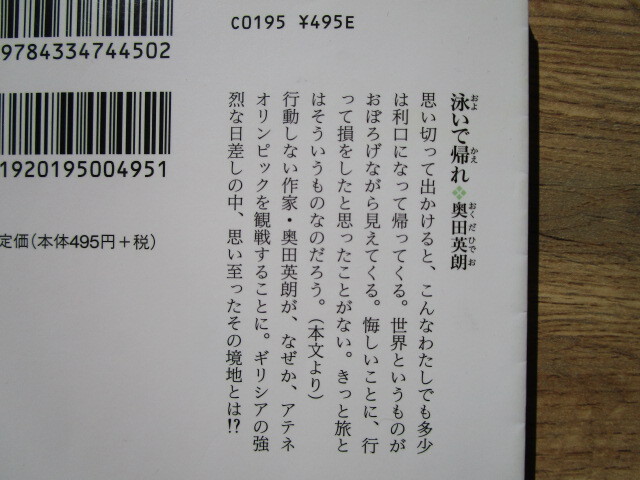 C0195 ¥495E
9784334744502
1920195004951
定価(本体495円+税)
泳いで帰れ❖奥田英朗
およ かえ おくだひでお
思い切って出かけると、こんなわたしでも多少
は利口になって帰ってくる。世界というものが
おぼろげながら見えてくる。悔しいことに、行
って損をしたと思ったことがない。きっと旅と
はそういうものなのだろう。(本文より)
行動しない作家・奥田英朗が、なぜか、アテネ
オリンピックを観戦することに。ギリシアの強
烈な日差しの中、思い至ったその境地とは!?